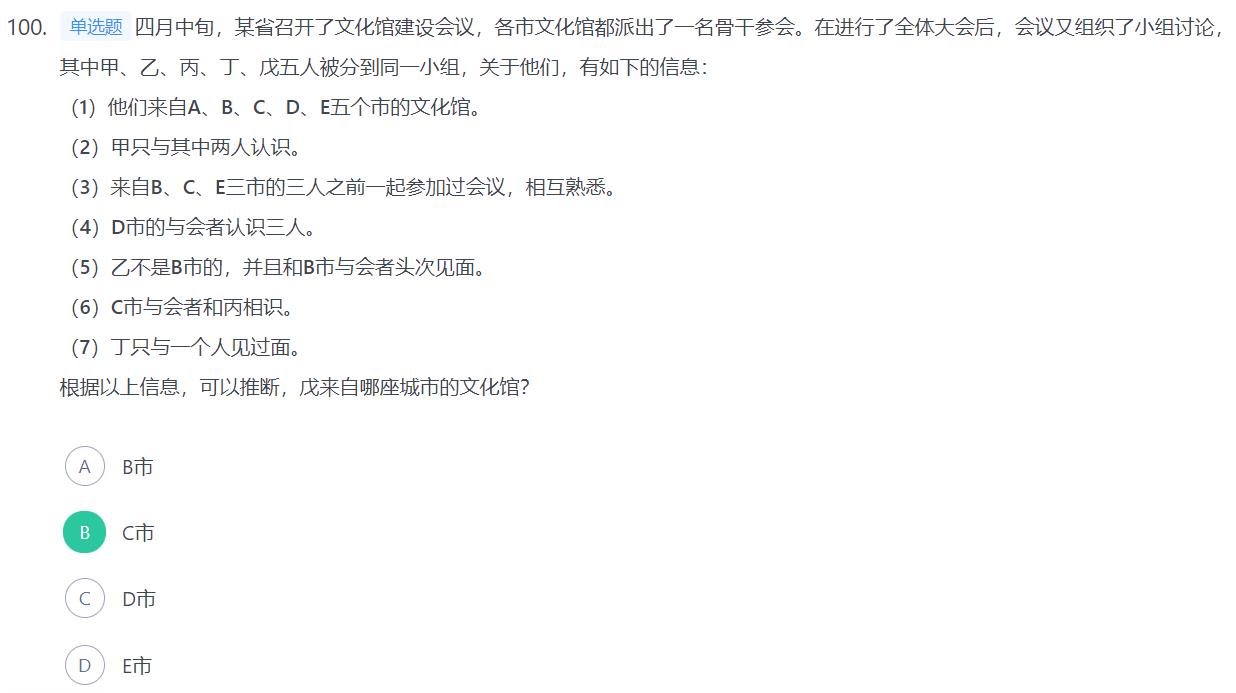 100. 单选题 四月中旬，某省召开了文化馆建设会议，各市文化馆都派出了一名骨干参会。在进行了全体大会后，会议又组织了小组讨论，
其中甲、乙、丙、丁、戊五人被分到同一小组，关于他们，有如下的信息：
（1）他们来自A、B、C、D、E五个市的文化馆。
（2）甲只与其中两人认识。
（3）来自B、C、E三市的三人之前一起参加过会议，相互熟悉。
（4）D市的与会者认识三人。
（5）乙不是B市的，并且和B市与会者头次见面。
（6）C市与会者和丙相识。
（7）丁只与一个人见过面。
根据以上信息，可以推断，戊来自哪座城市的文化馆？
A B市
B C市
C D市
D E市